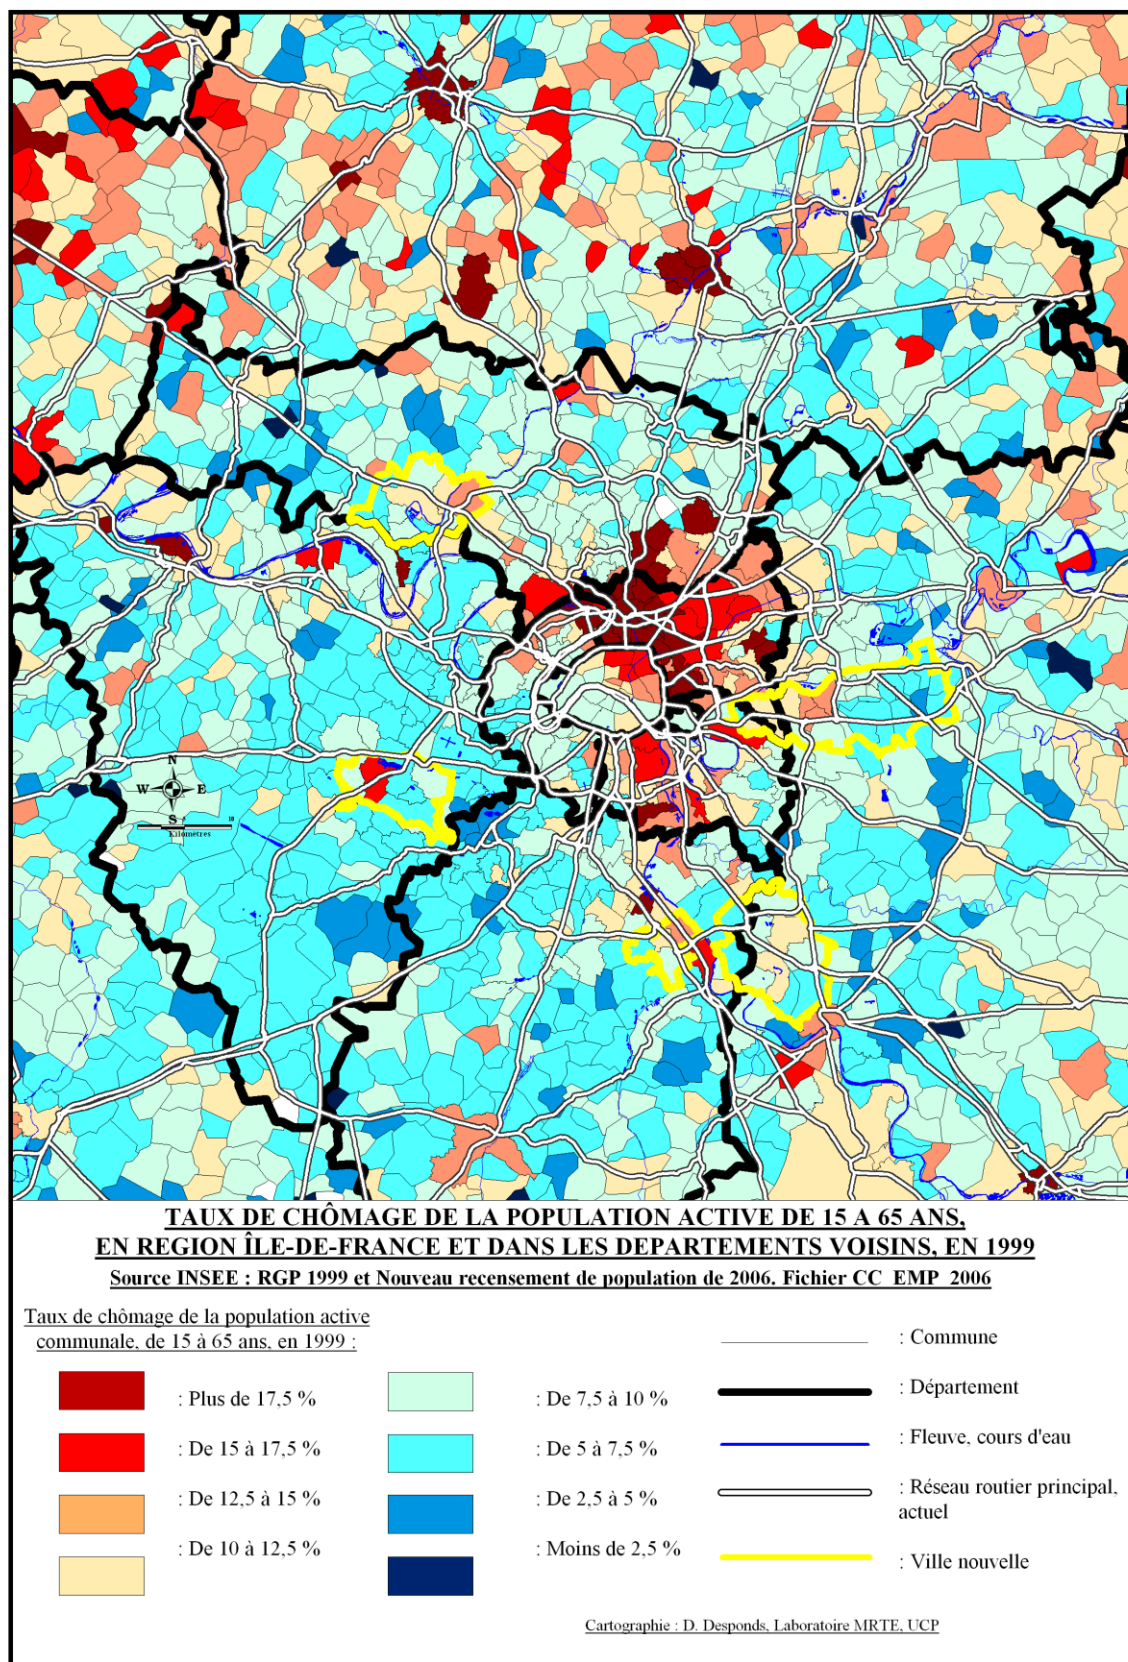 N
W E
S
0 10
Kilomètres
TAUX DE CHÔMAGE DE LA POPULATION ACTIVE DE 15 A 65 ANS,
EN REGION ÎLE-DE-FRANCE ET DANS LES DEPARTEMENTS VOISINS, EN 1999
Source INSEE : RGP 1999 et Nouveau recensement de population de 2006. Fichier CC_EMP_2006
Taux de chômage de la population active
communale, de 15 à 65 ans, en 1999 :
: Plus de 17,5 %
: De 15 à 17,5 %
: De 12,5 à 15 %
: De 10 à 12,5 %
: De 7,5 à 10 %
: De 5 à 7,5 %
: De 2,5 à 5 %
: Moins de 2,5 %
: Commune
: Département
: Fleuve, cours d'eau
: Réseau routier principal,
actuel
: Ville nouvelle
Cartographie : D. Desponds, Laboratoire MRTE, UCP